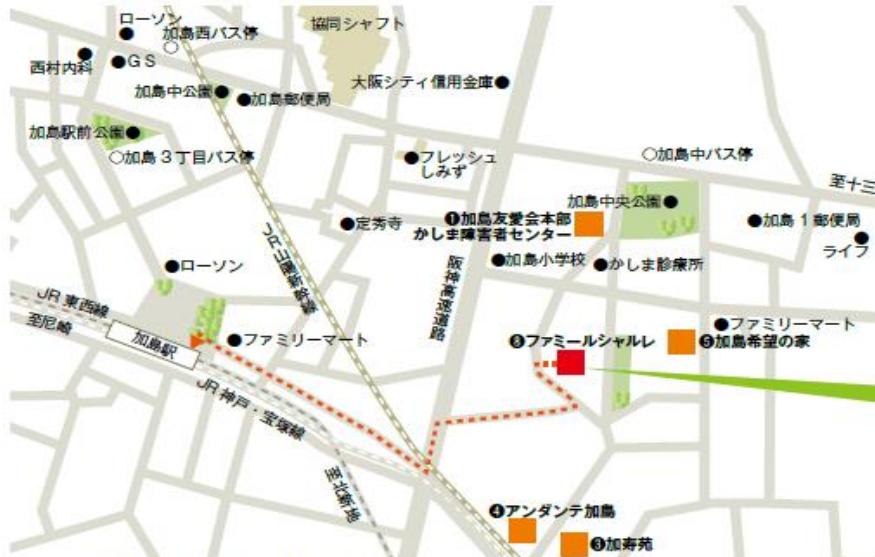 ローソン
加島西バス停
協同シャフト
西村内科
ＧＳ
大阪シティ信用金庫
加島中公園
加島郵便局
加島駅前公園
加島３丁目バス停
フレッシュ
しみず
加島中バス停
至十三
加島中央公園
❶加島友愛会本部
かしま障害者センター
定秀寺
加島１郵便局
ライフ
加島小学校
かしま診療所
ローソン
JR山陽新幹線
阪神高速道路
JR東西線
至尼崎
加島駅
ファミリーマート
ファミリーマート
❽ファミールシャルレ
❺加島希望の家
JR神戸・宝塚線
至北新地
❹アンダンテ加島
❸加寿苑